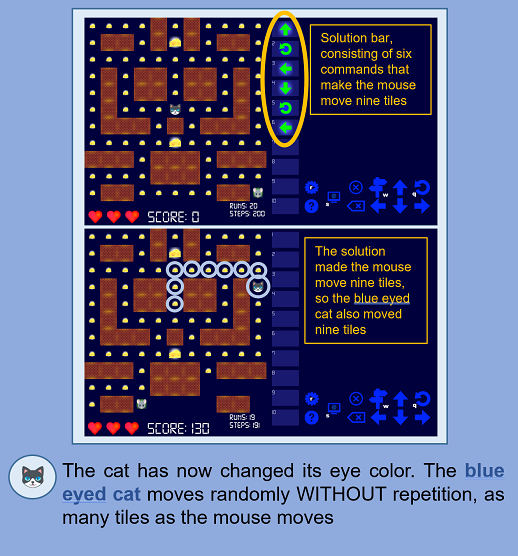 Solution bar,
consisting of six
commands that
make the mouse
move nine tiles
2
3
4
5
6
7
8
9
10
r
w
q
s
?
SCORE: 0
RUNS: 20
STEPS: 200
1
2
3
4
5
6
7
8
9
10
The solution
made the mouse
move nine tiles,
so the blue eyed
cat also moved
nine tiles
r
w
q
s
?
SCORE: 130
RUNS: 19
STEPS: 191
The cat has now changed its eye color. The blue
eyed cat moves randomly WITHOUT repetition, as
many tiles as the mouse moves